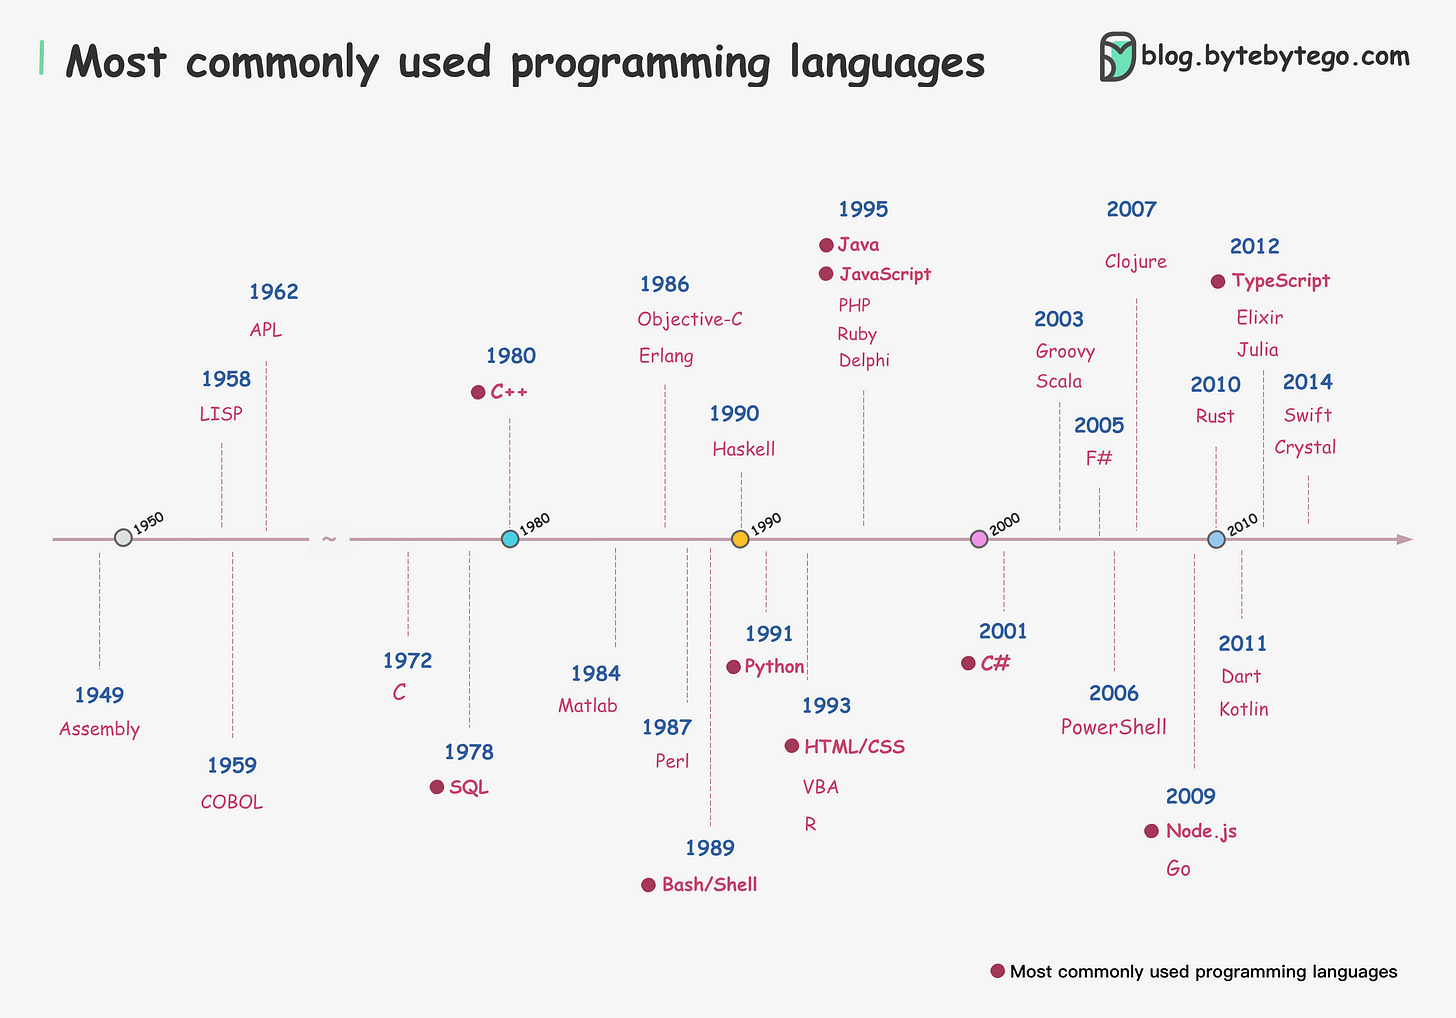 Most commonly used programming languages
blog.bytebytego.com
1995
Java
JavaScript
PHP
Ruby
Delphi
2007
Clojure
2012
TypeScript
Elixir
Julia
1962
APL
1986
Objective-C
Erlang
2003
Groovy
Scala
1958
LISP
1980
C++
1990
Haskell
2005
F#
2010
Rust
2014
Swift
Crystal
1950
~
1980
1990
2000
2010
1949
Assembly
1959
COBOL
1972
C
1978
SQL
1984
Matlab
1987
Perl
1989
Bash/Shell
1991
Python
1993
HTML/CSS
VBA
R
2001
C#
2006
PowerShell
2009
Node.js
Go
2011
Dart
Kotlin
Most commonly used programming languages